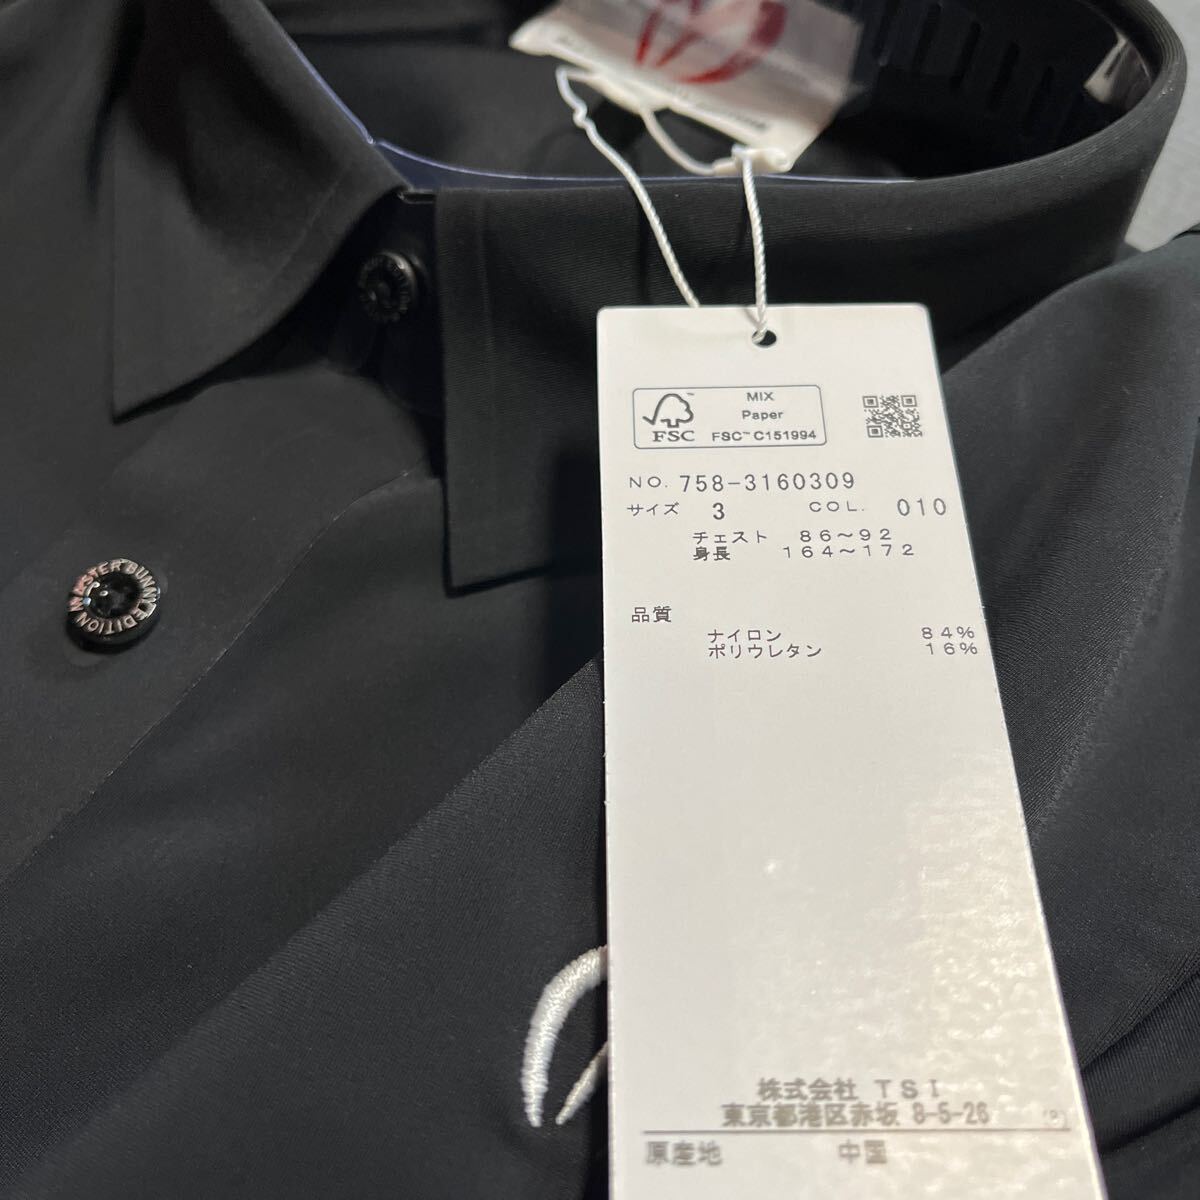 MIX
Paper
FSC
FSC™ C151994
NO. 758-3160309
サイズ 3 COL. 010
チェスト 86～92
身長 164～172
品質
ナイロン 84%
ポリウレタン 16%
株式会社 TSI
東京都港区赤坂 8-5-26
原産地 中国
MASTER BUNNY EDITION